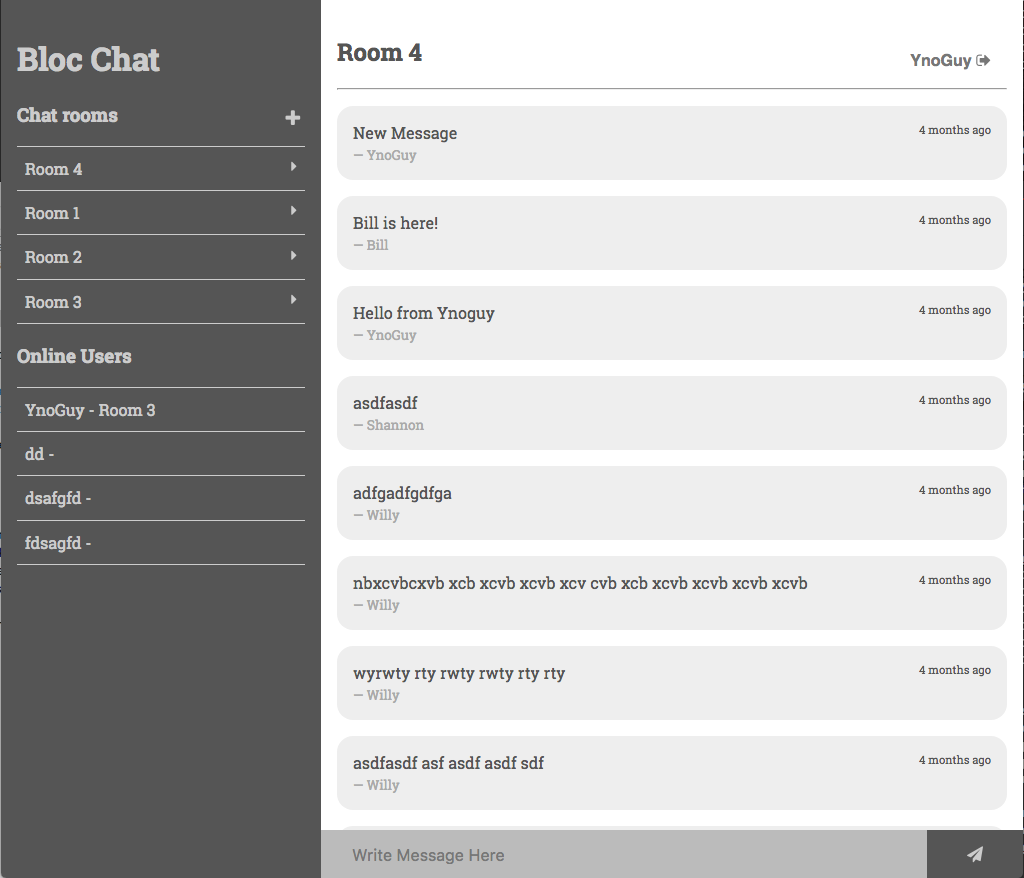 Bloc Chat
Chat rooms
Room 4
Room 1
Room 2
Room 3
Online Users
YnoGuy - Room 3
dd -
dsafgfd -
fdsagfd -
Room 4
YnoGuy
New Message
4 months ago
— YnoGuy
Bill is here!
4 months ago
— Bill
Hello from Ynoguy
4 months ago
— YnoGuy
asdfasdf
4 months ago
— Shannon
adfgadfgdfga
4 months ago
— Willy
nbxcvbcxvb xcb xcvb xcvb xcv cvb xcb xcvb xcvb xcvb xcvb
4 months ago
— Willy
wyrwty rty rwty rwty rty rty
4 months ago
— Willy
asdfasdf asf asdf asdf sdf
4 months ago
— Willy
Write Message Here